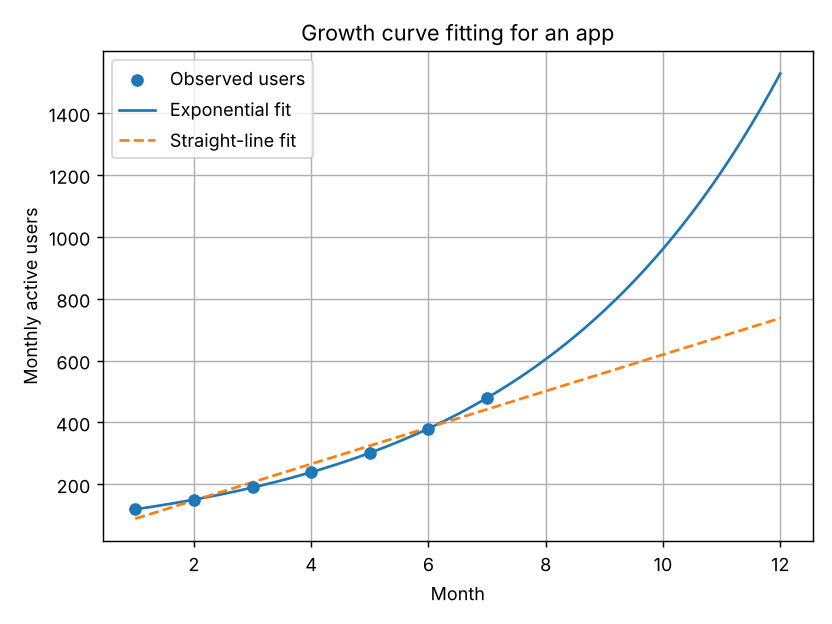 Growth curve fitting for an app
Observed users
Exponential fit
Straight-line fit
Monthly active users
1400
1200
1000
800
600
400
200
2 4 6 8 10 12
Month